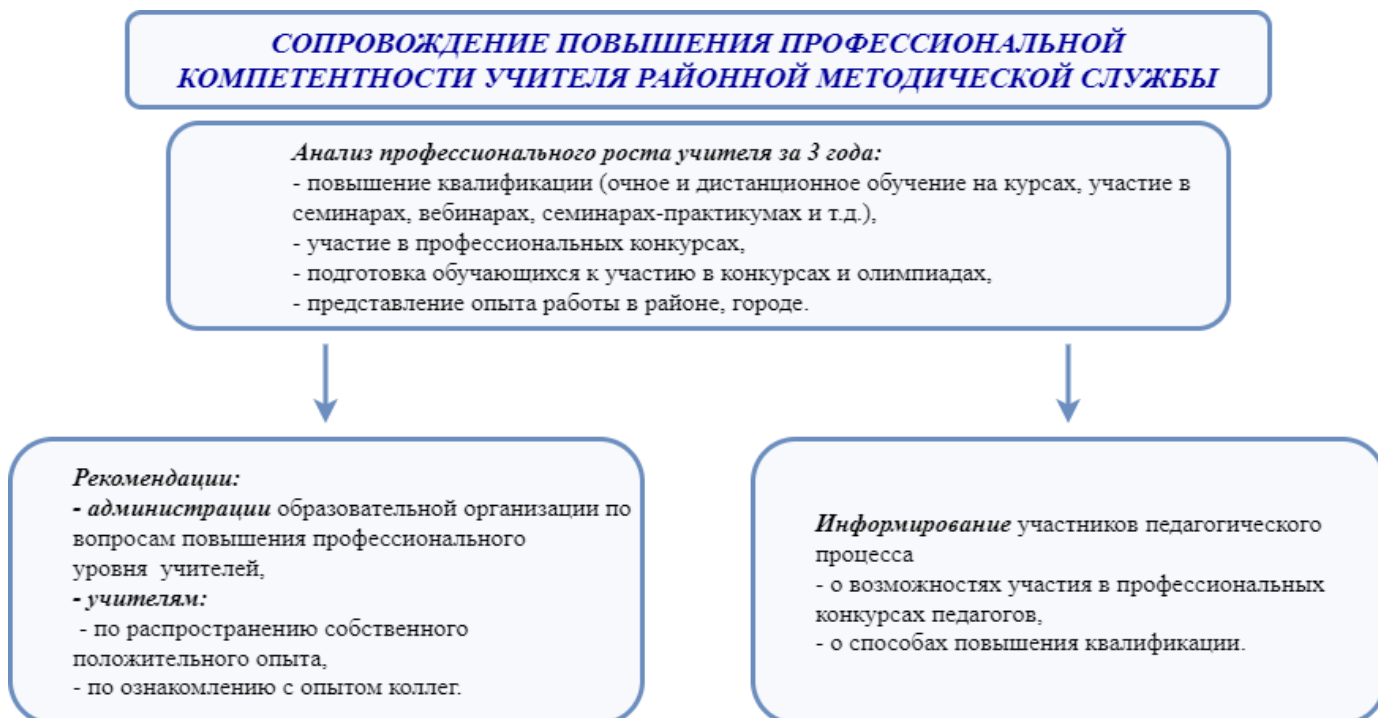 СОПРОВОЖДЕНИЕ ПОВЫШЕНИЯ ПРОФЕССИОНАЛЬНОЙ
КОМПЕТЕНТНОСТИ УЧИТЕЛЯ РАЙОННОЙ МЕТОДИЧЕСКОЙ СЛУЖБЫ
Анализ профессионального роста учителя за 3 года:
- повышение квалификации (очное и дистанционное обучение на курсах, участие в
семинарах, вебинарах, семинарах-практикумах и т.д.),
- участие в профессиональных конкурсах,
- подготовка обучающихся к участию в конкурсах и олимпиадах,
- представление опыта работы в районе, городе.
Рекомендации:
- администрации образовательной организации по
вопросам повышения профессионального
уровня  учителей,
- учителям:
- по распространению собственного
положительного опыта,
- по ознакомлению с опытом коллег.
Информирование участников педагогического
процесса
- о возможностях участия в профессиональных
конкурсах педагогов,
- о способах повышения квалификации.